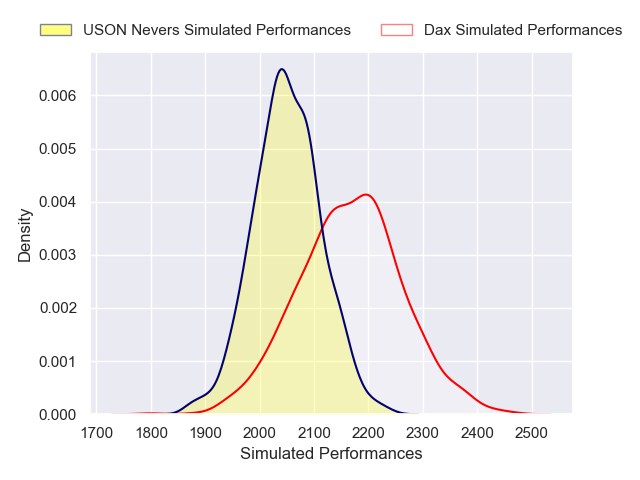 USON Nevers Simulated Performances
Dax Simulated Performances
0.006
0.005
0.004
0.003
0.002
0.001
0.000
Density
1700 1800 1900 2000 2100 2200 2300 2400 2500
Simulated Performances